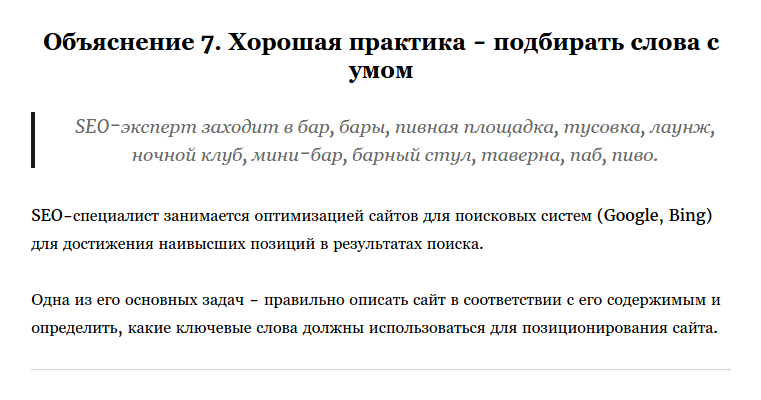 Объяснение 7. Хорошая практика - подбирать слова с
умом
SEO-эксперт заходит в бар, бары, пивная площадка, тусовка, лаунж,
ночной клуб, мини-бар, барный стул, таверна, паб, пиво.
SEO-специалист занимается оптимизацией сайтов для поисковых систем (Google, Bing)
для достижения наивысших позиций в результатах поиска.
Одна из его основных задач - правильно описать сайт в соответствии с его содержимым и
определить, какие ключевые слова должны использоваться для позиционирования сайта.